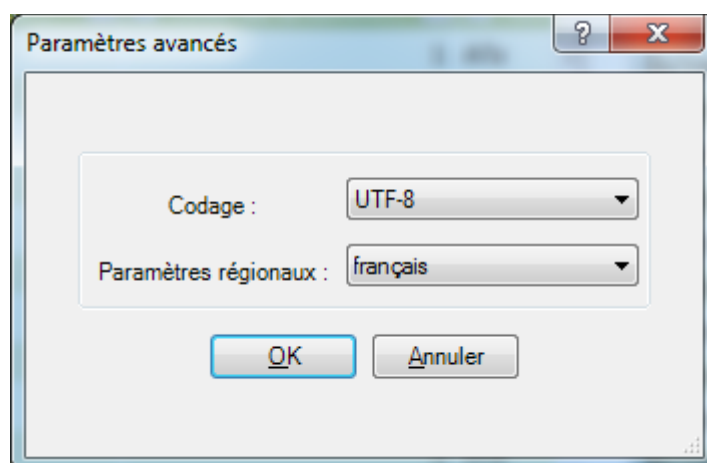 Paramètres avancés
Codage : UTF-8
Paramètres régionaux : français
OK Annuler